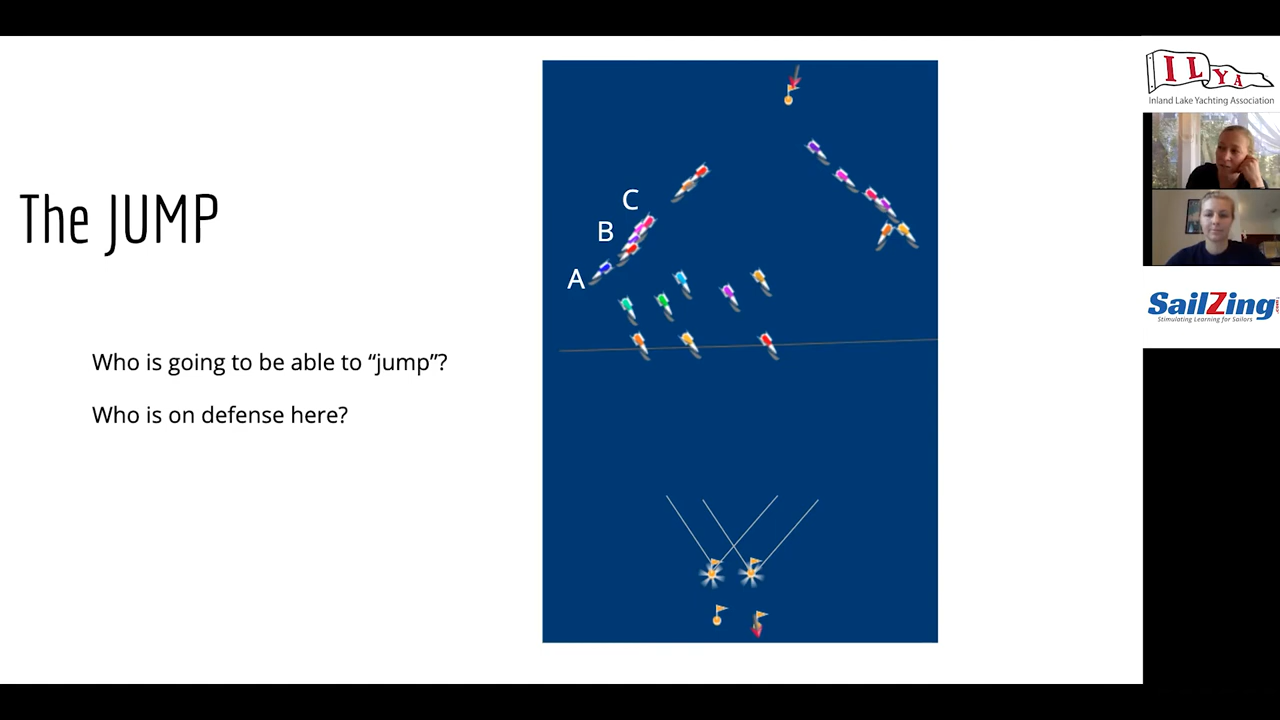 The JUMP
Who is going to be able to “jump”?
Who is on defense here?
C
B
A
ILYA
Inland Lake Yachting Association
SailZing
Stimulating Learning for Sailors